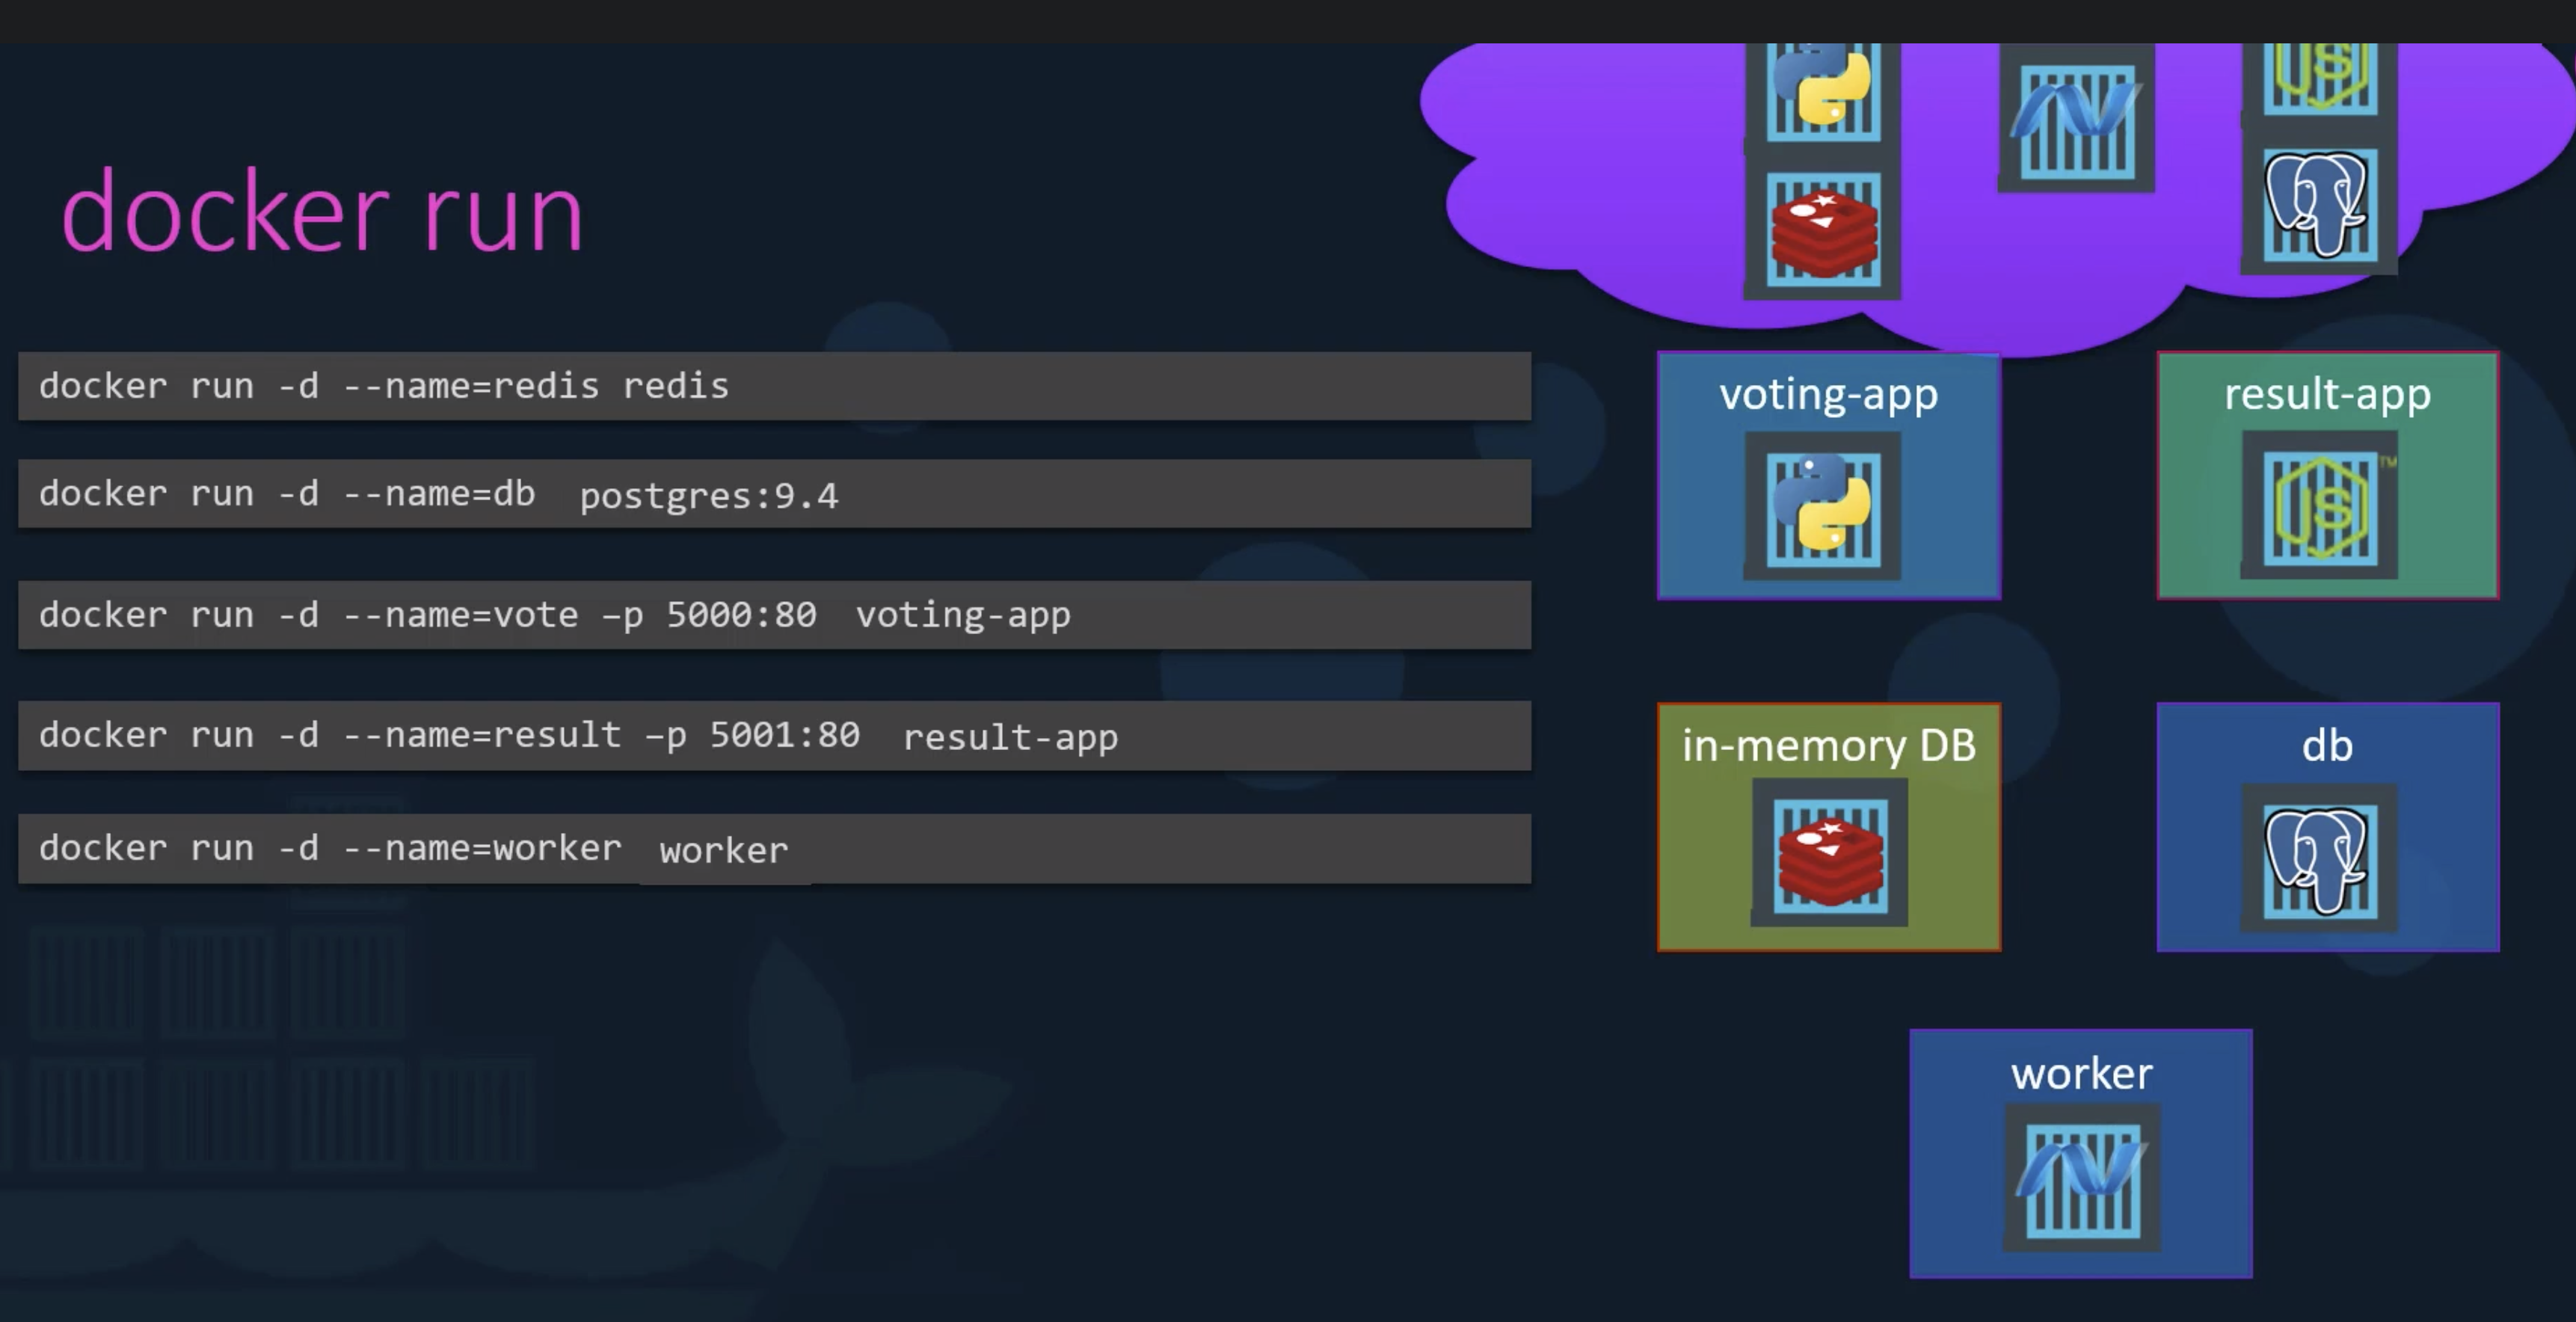 docker run
docker run -d --name=redis redis
docker run -d --name=db postgres:9.4
docker run -d --name=vote –p 5000:80 voting-app
docker run -d --name=result –p 5001:80 result-app
docker run -d --name=worker worker
JS
voting-app
result-app
JS™
in-memory DB
db
worker